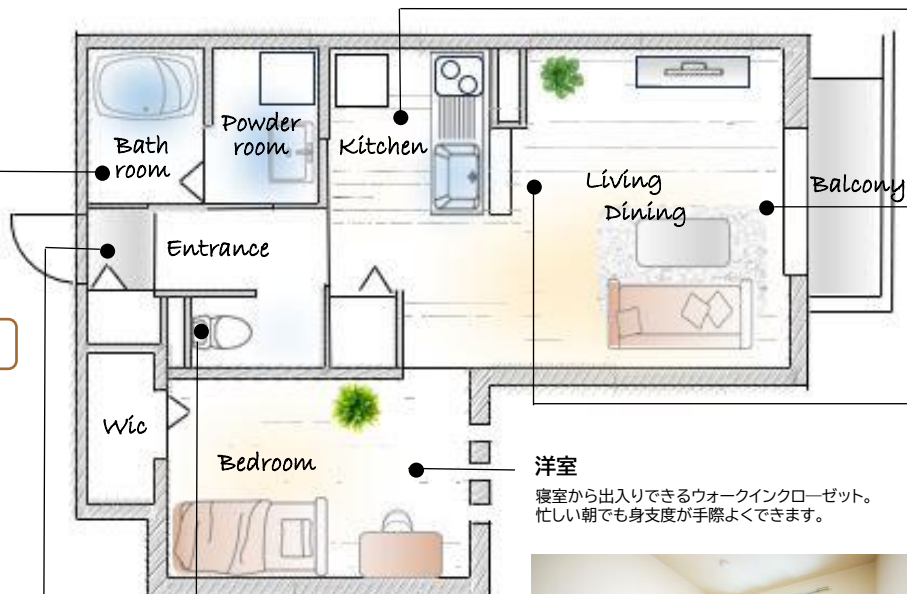 Bath
room
Powder
room
Kitchen
Living
Dining
Balcony
Entrance
Wic
Bedroom
洋室
寝室から出入りできるウォークインクローゼット。
忙しい朝でも身支度が手際よくできます。